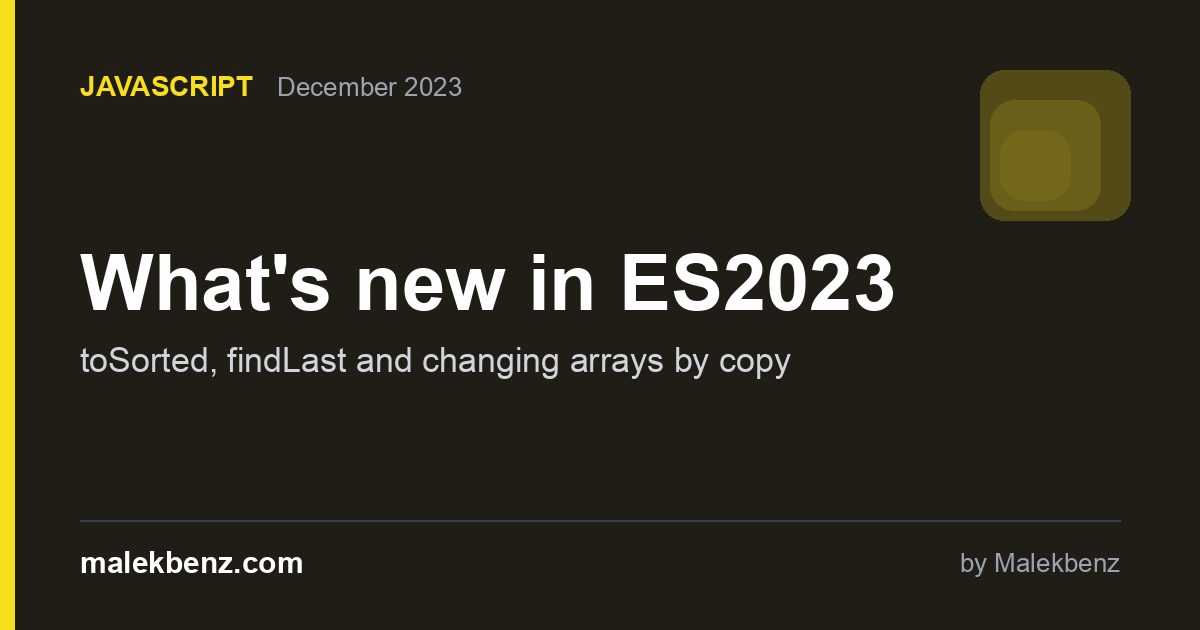 JAVASCRIPT December 2023
What's new in ES2023
toSorted, findLast and changing arrays by copy
malekbenz.com
by Malekbenz